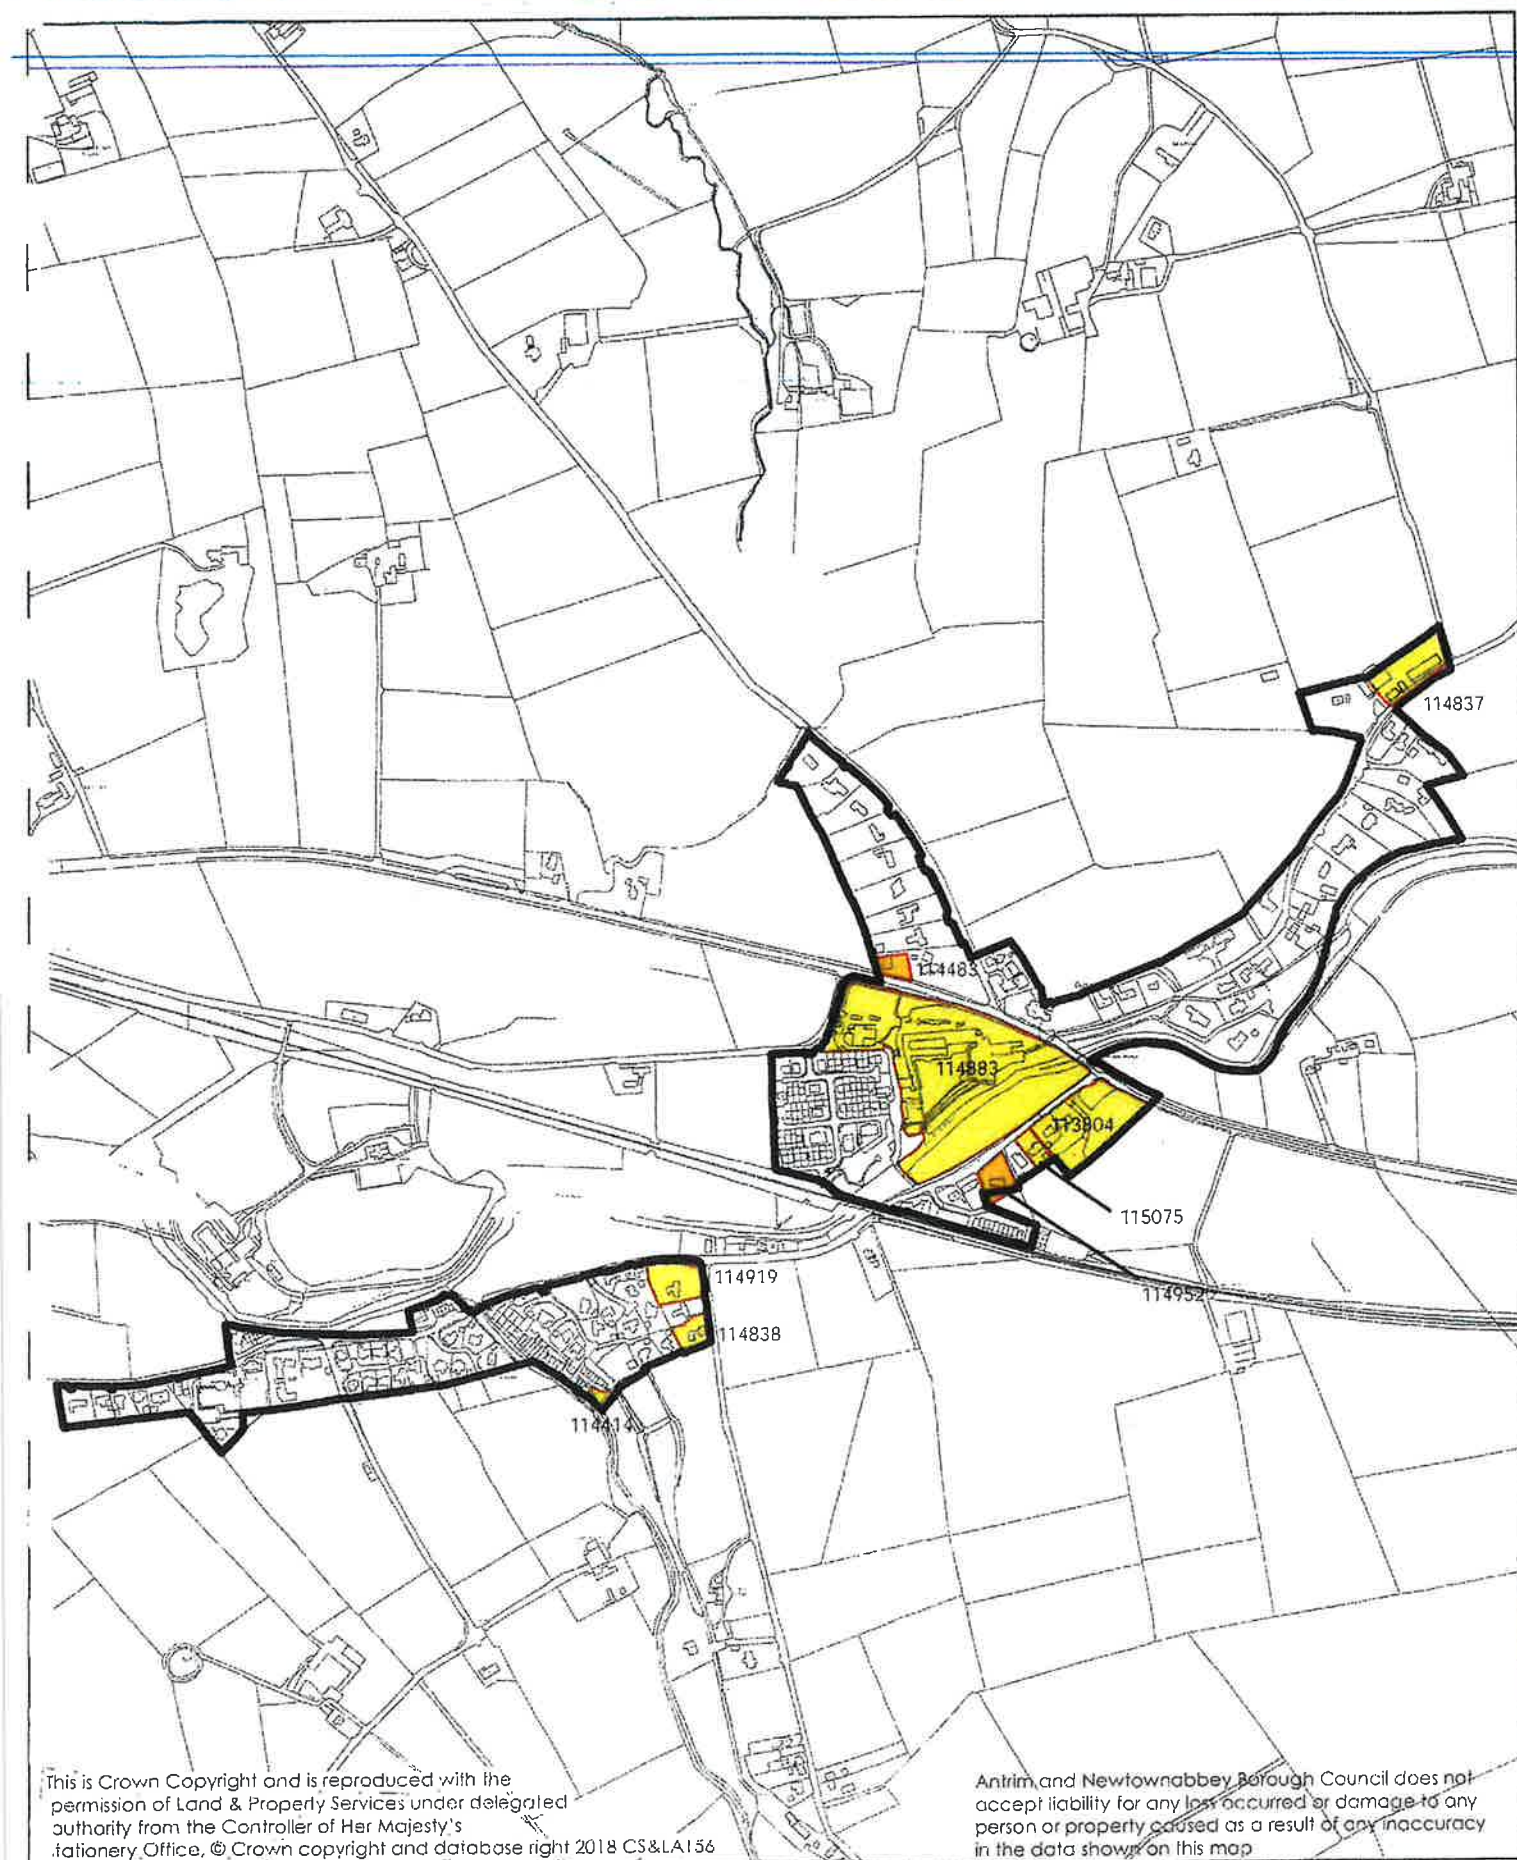 114837
114483
114883
113804
115075
114952
114919
114838
114414
This is Crown Copyright and is reproduced with the
permission of Land & Property Services under delegated
authority from the Controller of Her Majesty's
.tationery Office, © Crown copyright and database right 2018 CS&LA156
Antrim and Newtownabbey Borough Council does not
accept liability for any loss occurred or damage to any
person or property caused as a result of any inaccuracy
in the data shown on this map